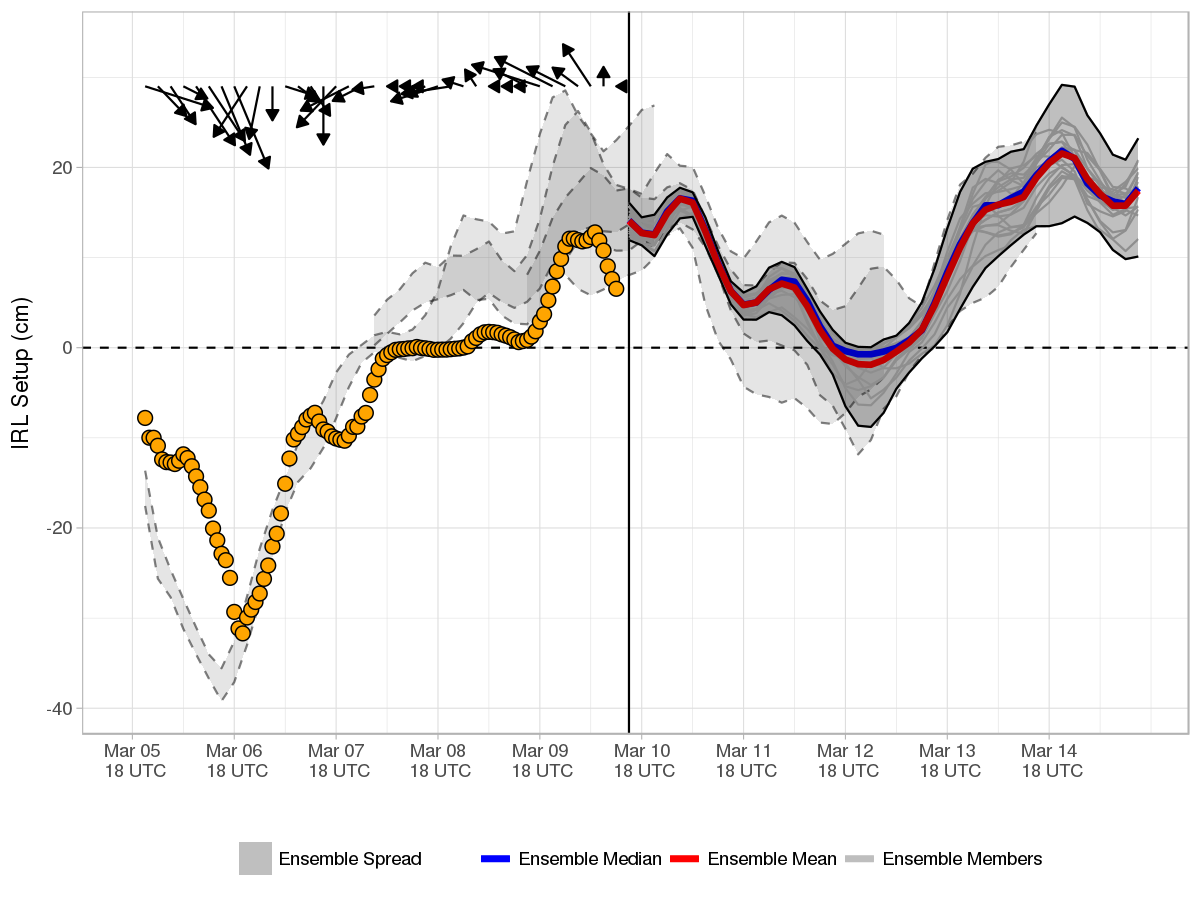 IRL Setup (cm)
20
0
-20
-40
Mar 05 Mar 06 Mar 07 Mar 08 Mar 09 Mar 10 Mar 11 Mar 12 Mar 13 Mar 14
18 UTC 18 UTC 18 UTC 18 UTC 18 UTC 18 UTC 18 UTC 18 UTC 18 UTC 18 UTC
Ensemble Spread Ensemble Median Ensemble Mean Ensemble Members